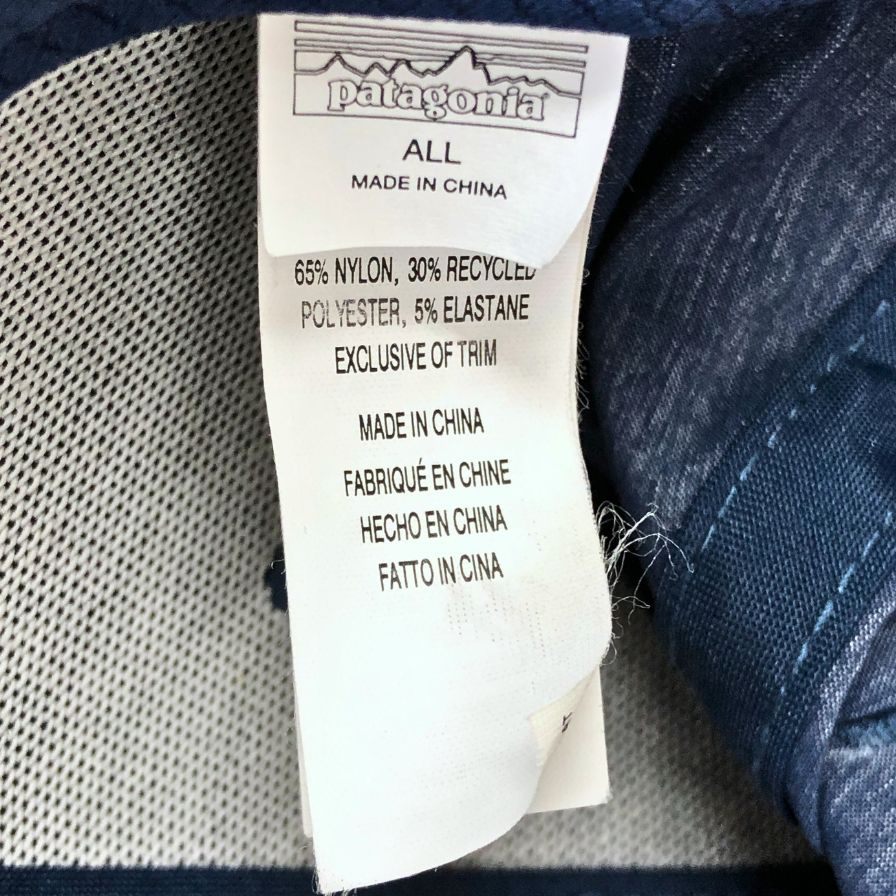 patagonia
ALL
MADE IN CHINA
65% NYLON, 30% RECYCLED
POLYESTER, 5% ELASTANE
EXCLUSIVE OF TRIM
MADE IN CHINA
FABRIQUÉ EN CHINE
HECHO EN CHINA
FATTO IN CINA